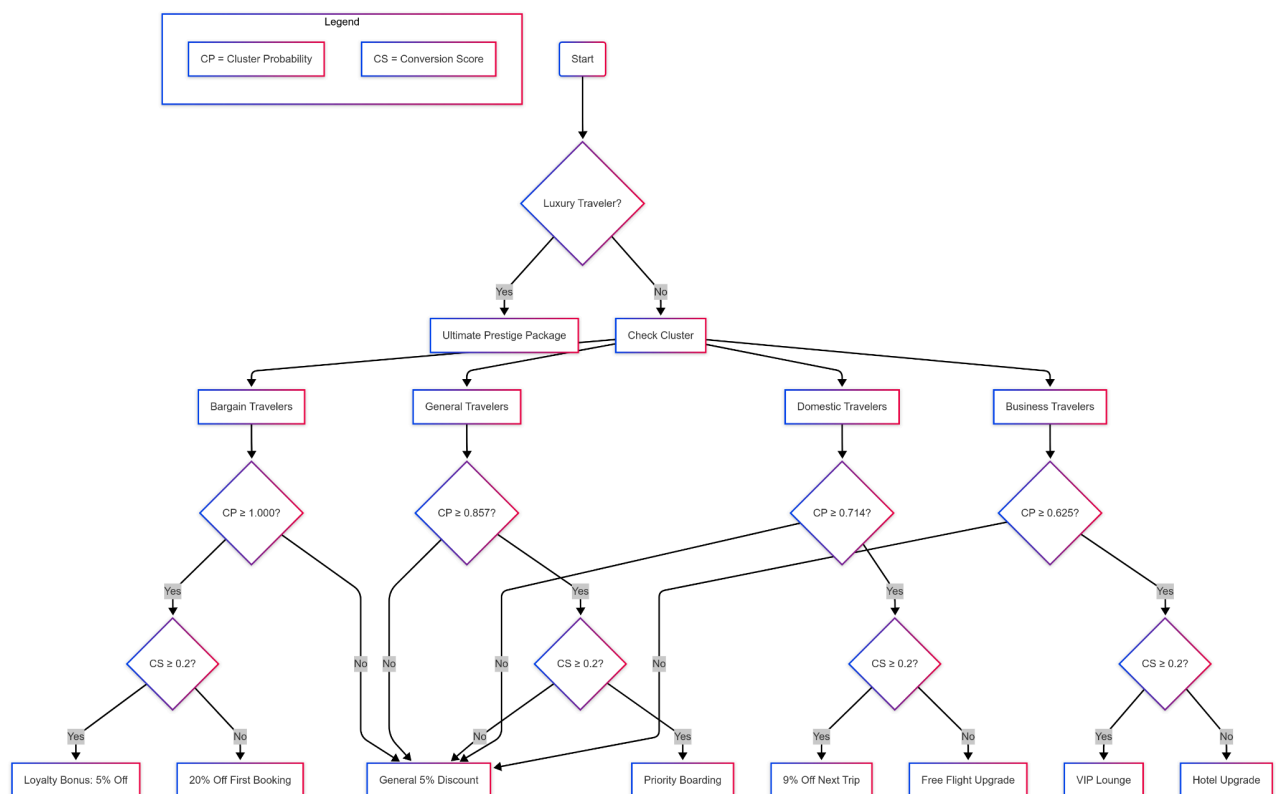 Legend
CP = Cluster Probability
CS = Conversion Score
Start
Luxury Traveler?
Yes
No
Ultimate Prestige Package
Check Cluster
Bargain Travelers
General Travelers
Domestic Travelers
Business Travelers
CP ≥ 1.000?
CP ≥ 0.857?
CP ≥ 0.714?
CP ≥ 0.625?
Yes
Yes
Yes
Yes
CS ≥ 0.2?
No
No
No
CS ≥ 0.2?
No
CS ≥ 0.2?
CS ≥ 0.2?
Yes
No
No
Yes
Yes
No
Yes
No
Loyalty Bonus: 5% Off
20% Off First Booking
General 5% Discount
Priority Boarding
9% Off Next Trip
Free Flight Upgrade
VIP Lounge
Hotel Upgrade